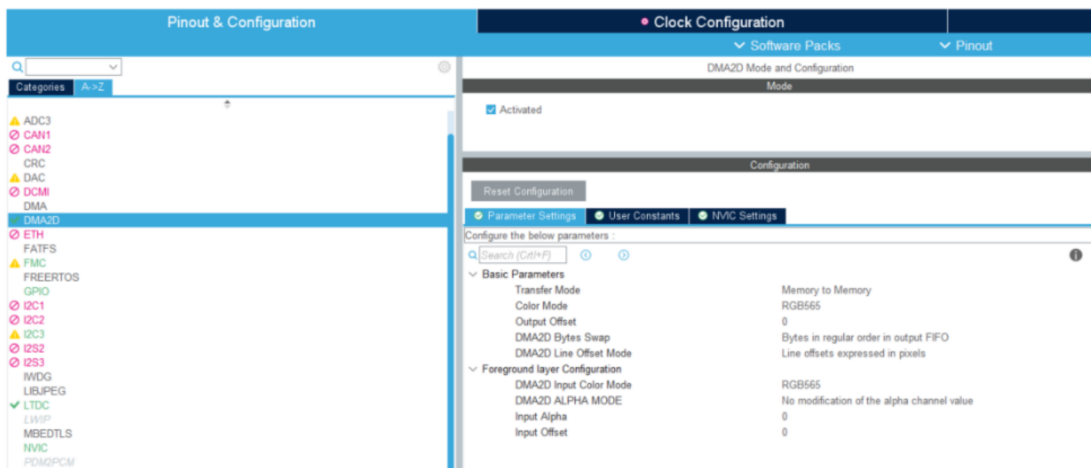 Pinout & Configuration
Clock Configuration
Software Packs
Pinout
Categories A->Z
ADC3
CAN1
CAN2
CRC
DAC
DCMI
DMA
DMA2D
ETH
FATFS
FMC
FREERTOS
GPIO
I2C1
I2C2
I2C3
I2S2
I2S3
IWDG
LIBJPEG
LTDC
LWIP
MBEDTLS
NVIC
PDM2PCM
DMA2D Mode and Configuration
Mode
Activated
Configuration
Reset Configuration
Parameter Settings User Constants NVIC Settings
Configure the below parameters :
Search (Crtl+F)
Basic Parameters
Transfer Mode Memory to Memory
Color Mode RGB565
Output Offset 0
DMA2D Bytes Swap Bytes in regular order in output FIFO
DMA2D Line Offset Mode Line offsets expressed in pixels
Foreground layer Configuration
DMA2D Input Color Mode RGB565
DMA2D ALPHA MODE No modification of the alpha channel value
Input Alpha 0
Input Offset 0